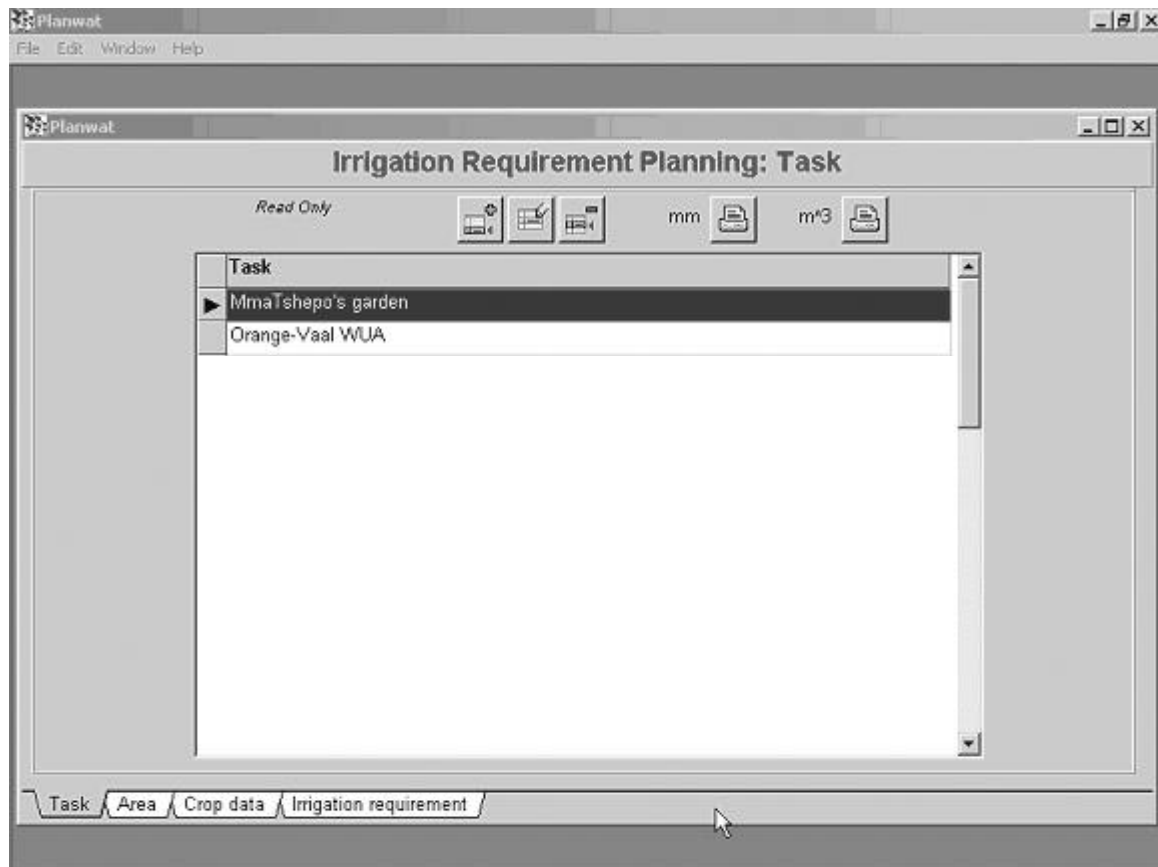 Planwat
File Edit Window Help
Planwat
Irrigation Requirement Planning: Task
Read Only mm m^3
Task
MmaTshepo's garden
Orange-Vaal WUA
Task Area Crop data Irrigation requirement